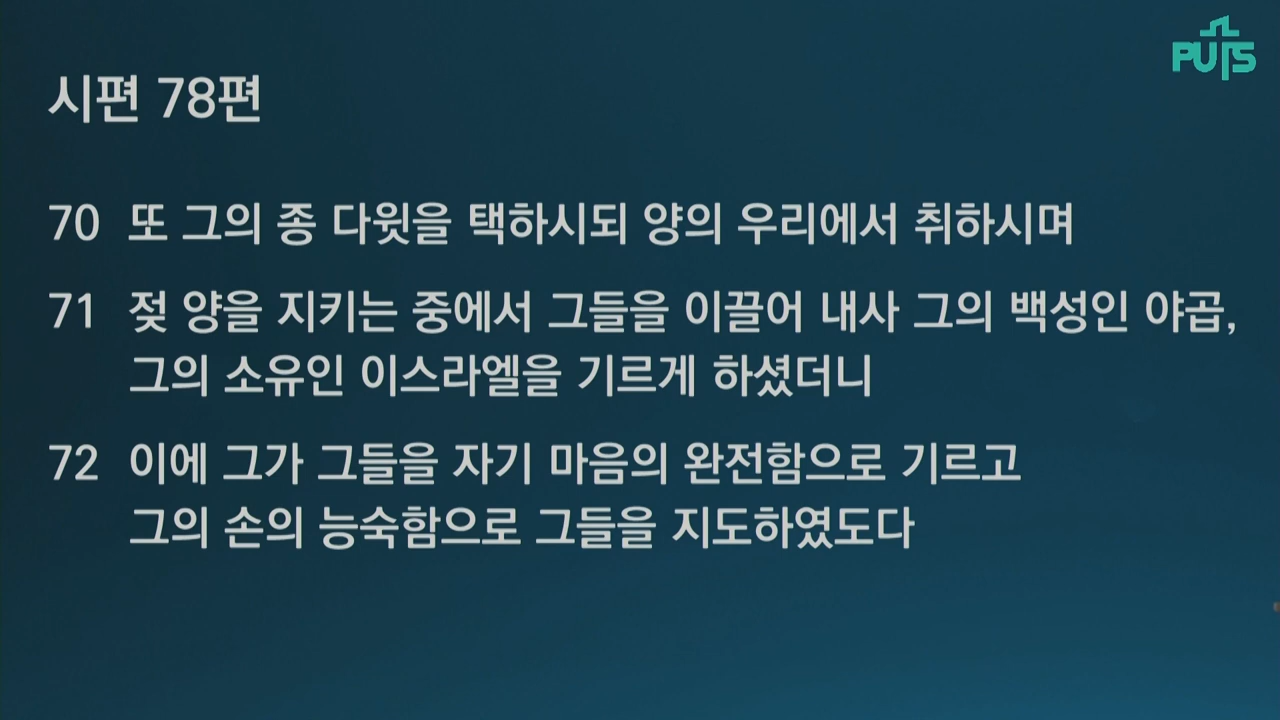 PUTS
시편 78편
70 또 그의 종 다윗을 택하시되 양의 우리에서 취하시며
71 젖 양을 지키는 중에서 그들을 이끌어 내사 그의 백성인 야곱,
그의 소유인 이스라엘을 기르게 하셨더니
72 이에 그가 그들을 자기 마음의 완전함으로 기르고
그의 손의 능숙함으로 그들을 지도하였도다